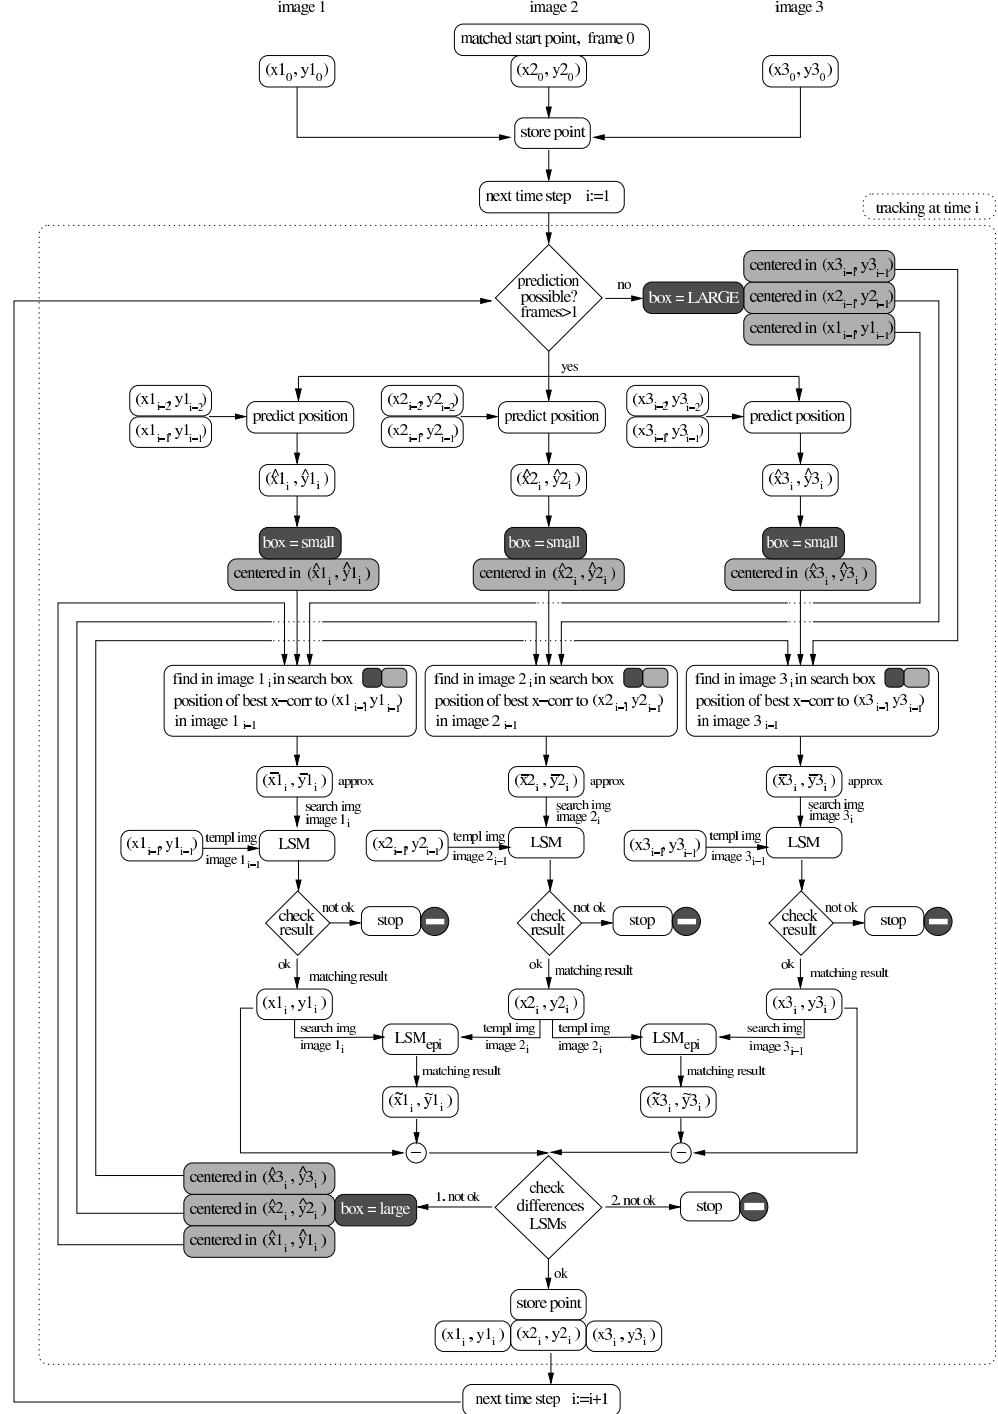 image 1 image 2 image 3
matched start point, frame 0
(x1₀, y1₀) (x2₀, y2₀) (x3₀, y3₀)
store point
next time step i:=1
tracking at time i
prediction
possible?
frames>1
no
box = LARGE
centered in (x3ᵢ₋₁, y3ᵢ₋₁)
centered in (x2ᵢ₋₁, y2ᵢ₋₁)
centered in (x1ᵢ₋₁, y1ᵢ₋₁)
yes
(x1ᵢ₋₂, y1ᵢ₋₂) (x2ᵢ₋₂, y2ᵢ₋₂) (x3ᵢ₋₂, y3ᵢ₋₂)
predict position predict position predict position
(x1ᵢ₋₁, y1ᵢ₋₁) (x2ᵢ₋₁, y2ᵢ₋₁) (x3ᵢ₋₁, y3ᵢ₋₁)
(x̂1ᵢ, ŷ1ᵢ) (x̂2ᵢ, ŷ2ᵢ) (x̂3ᵢ, ŷ3ᵢ)
box = small box = small box = small
centered in (x̂1ᵢ, ŷ1ᵢ) centered in (x̂2ᵢ, ŷ2ᵢ) centered in (x̂3ᵢ, ŷ3ᵢ)
find in image 1ᵢ in search box
position of best x-corr to (x1ᵢ₋₁, y1ᵢ₋₁)
in image 1ᵢ₋₁
find in image 2ᵢ in search box
position of best x-corr to (x2ᵢ₋₁, y2ᵢ₋₁)
in image 2ᵢ₋₁
find in image 3ᵢ in search box
position of best x-corr to (x3ᵢ₋₁, y3ᵢ₋₁)
in image 3ᵢ₋₁
(x̄1ᵢ, ȳ1ᵢ) approx (x̄2ᵢ, ȳ2ᵢ) approx (x̄3ᵢ, ȳ3ᵢ) approx
search img search img search img
image 1ᵢ image 2ᵢ image 3ᵢ
(x1ᵢ₋₁, y1ᵢ₋₁) templ img LSM (x2ᵢ₋₁, y2ᵢ₋₁) templ img LSM (x3ᵢ₋₁, y3ᵢ₋₁) templ img LSM
image 1ᵢ₋₁ image 2ᵢ₋₁ image 3ᵢ₋₁
not ok not ok not ok
check check check
result result result
stop stop stop
ok ok ok
matching result matching result matching result
(x1ᵢ, y1ᵢ) (x2ᵢ, y2ᵢ) (x3ᵢ, y3ᵢ)
search img templ img templ img search img
LSM epi LSM epi
image 1ᵢ image 2ᵢ image 2ᵢ image 3ᵢ₋₁
matching result matching result
(x̃1ᵢ, ỹ1ᵢ) (x̃3ᵢ, ỹ3ᵢ)
− −
centered in (x̂3ᵢ, ŷ3ᵢ)
centered in (x̂2ᵢ, ŷ2ᵢ)
centered in (x̂1ᵢ, ŷ1ᵢ)
box = large
1. not ok
check
differences
LSMs
2. not ok
stop
ok
store point
(x1ᵢ, y1ᵢ) (x2ᵢ, y2ᵢ) (x3ᵢ, y3ᵢ)
next time step i:=i+1